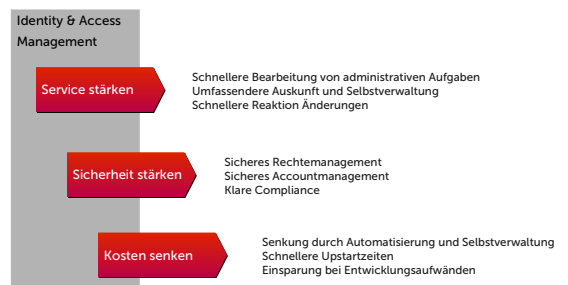 Identity & Access
Management
Service stärken
Schnellere Bearbeitung von administrativen Aufgaben
Umfassendere Auskunft und Selbstverwaltung
Schnellere Reaktion Änderungen
Sicherheit stärken
Sicheres Rechtemanagement
Sicheres Accountmanagement
Klare Compliance
Kosten senken
Senkung durch Automatisierung und Selbstverwaltung
Schnellere Upstartzeiten
Einsparung bei Entwicklungsaufwänden